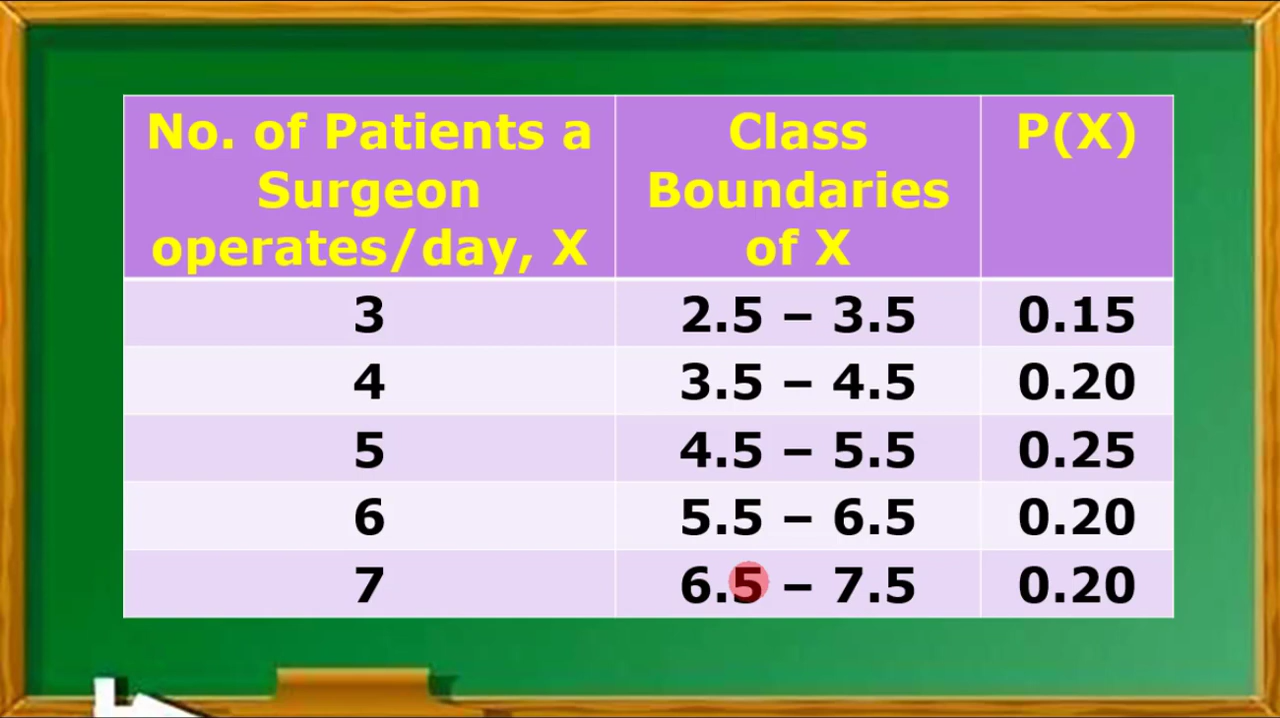 No. of Patients a Surgeon operates/day, X Class Boundaries of X P(X)
3 2.5 – 3.5 0.15
4 3.5 – 4.5 0.20
5 4.5 – 5.5 0.25
6 5.5 – 6.5 0.20
7 6.5 – 7.5 0.20